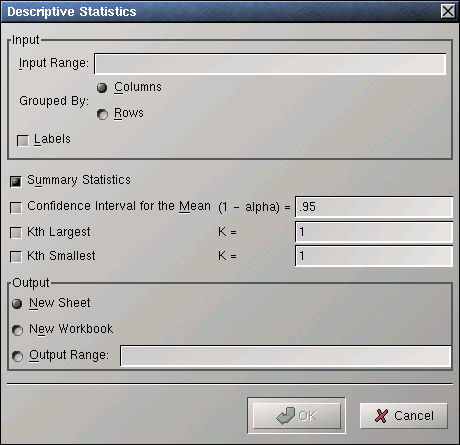 Descriptive Statistics
Input
Input Range:
Grouped By:
Columns
Rows
Labels
Summary Statistics
Confidence Interval for the Mean (1 - alpha) = .95
Kth Largest K = 1
Kth Smallest K = 1
Output
New Sheet
New Workbook
Output Range:
OK Cancel